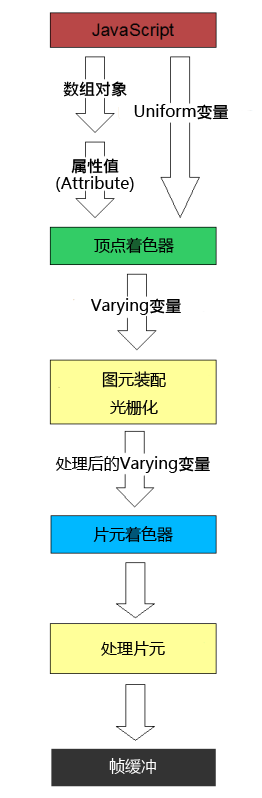 JavaScript
数组对象
Uniform变量
属性值
(Attribute)
顶点着色器
Varying变量
图元装配
光栅化
处理后的Varying变量
片元着色器
处理片元
帧缓冲